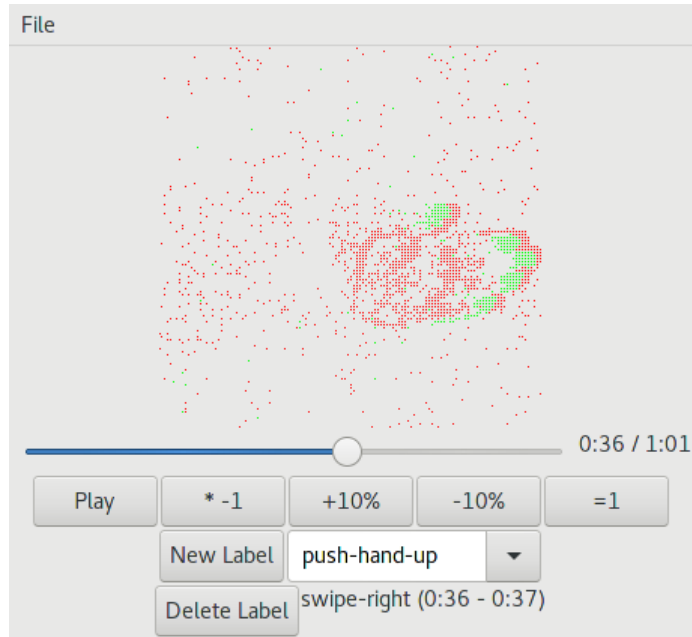 File
0:36 / 1:01
Play * -1 +10% -10% =1
New Label push-hand-up
Delete Label swipe-right (0:36 - 0:37)